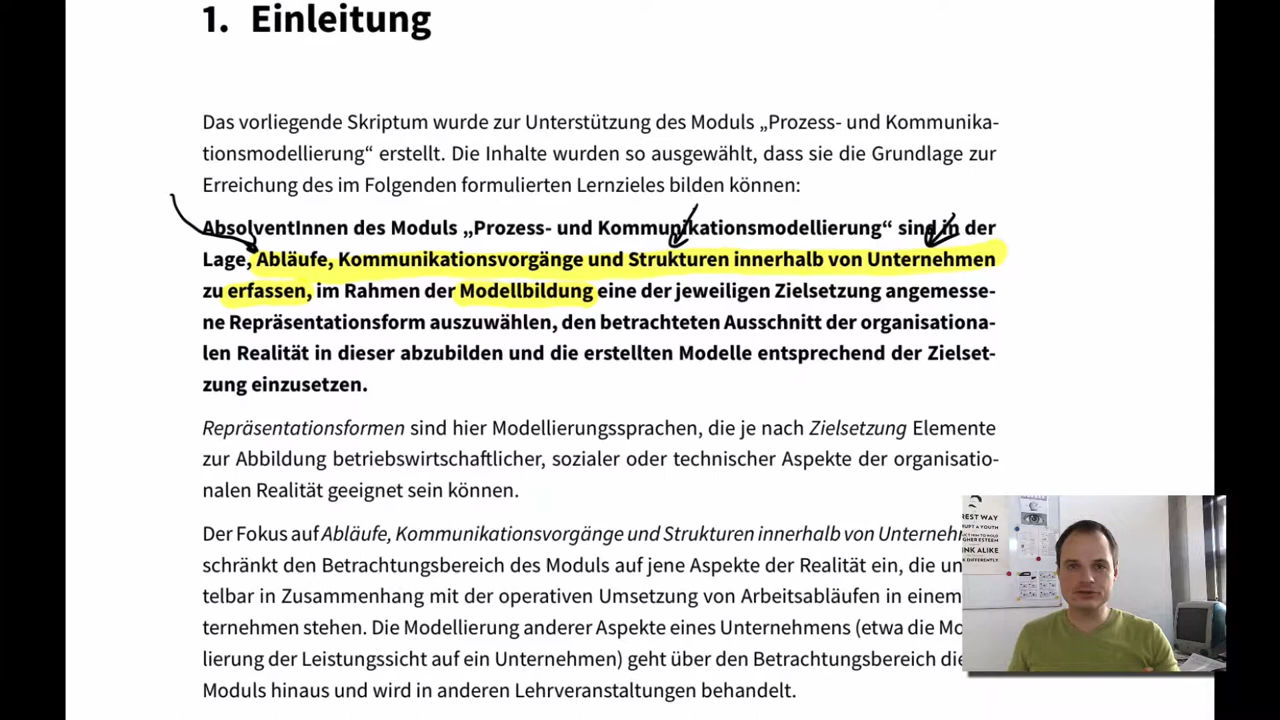 1. Einleitung
Das vorliegende Skriptum wurde zur Unterstützung des Moduls „Prozess- und Kommunika-
tionsmodellierung“ erstellt. Die Inhalte wurden so ausgewählt, dass sie die Grundlage zur
Erreichung des im Folgenden formulierten Lernzieles bilden können:
AbsolventInnen des Moduls „Prozess- und Kommunikationsmodellierung“ sind in der
Lage, Abläufe, Kommunikationsvorgänge und Strukturen innerhalb von Unternehmen
zu erfassen, im Rahmen der Modellbildung eine der jeweiligen Zielsetzung angemesse-
ne Repräsentationsform auszuwählen, den betrachteten Ausschnitt der organisationa-
len Realität in dieser abzubilden und die erstellten Modelle entsprechend der Zielset-
zung einzusetzen.
Repräsentationsformen sind hier Modellierungssprachen, die je nach Zielsetzung Elemente
zur Abbildung betriebswirtschaftlicher, sozialer oder technischer Aspekte der organisatio-
nalen Realität geeignet sein können.
Der Fokus auf Abläufe, Kommunikationsvorgänge und Strukturen innerhalb von
schränkt den Betrachtungsbereich des Moduls auf jene Aspekte der Realität ein, die
telbar in Zusammenhang mit der operativen Umsetzung von Arbeitsabläufen in einem
ternehmen stehen. Die Modellierung anderer Aspekte eines Unternehmens (etwa die
lierung der Leistungssicht auf ein Unternehmen) geht über den Betrachtungsbereich
Moduls hinaus und wird in anderen Lehrveranstaltungen behandelt.
REST WAY
A YOUTH
THINK ALIKE
DIFFERENTLY.